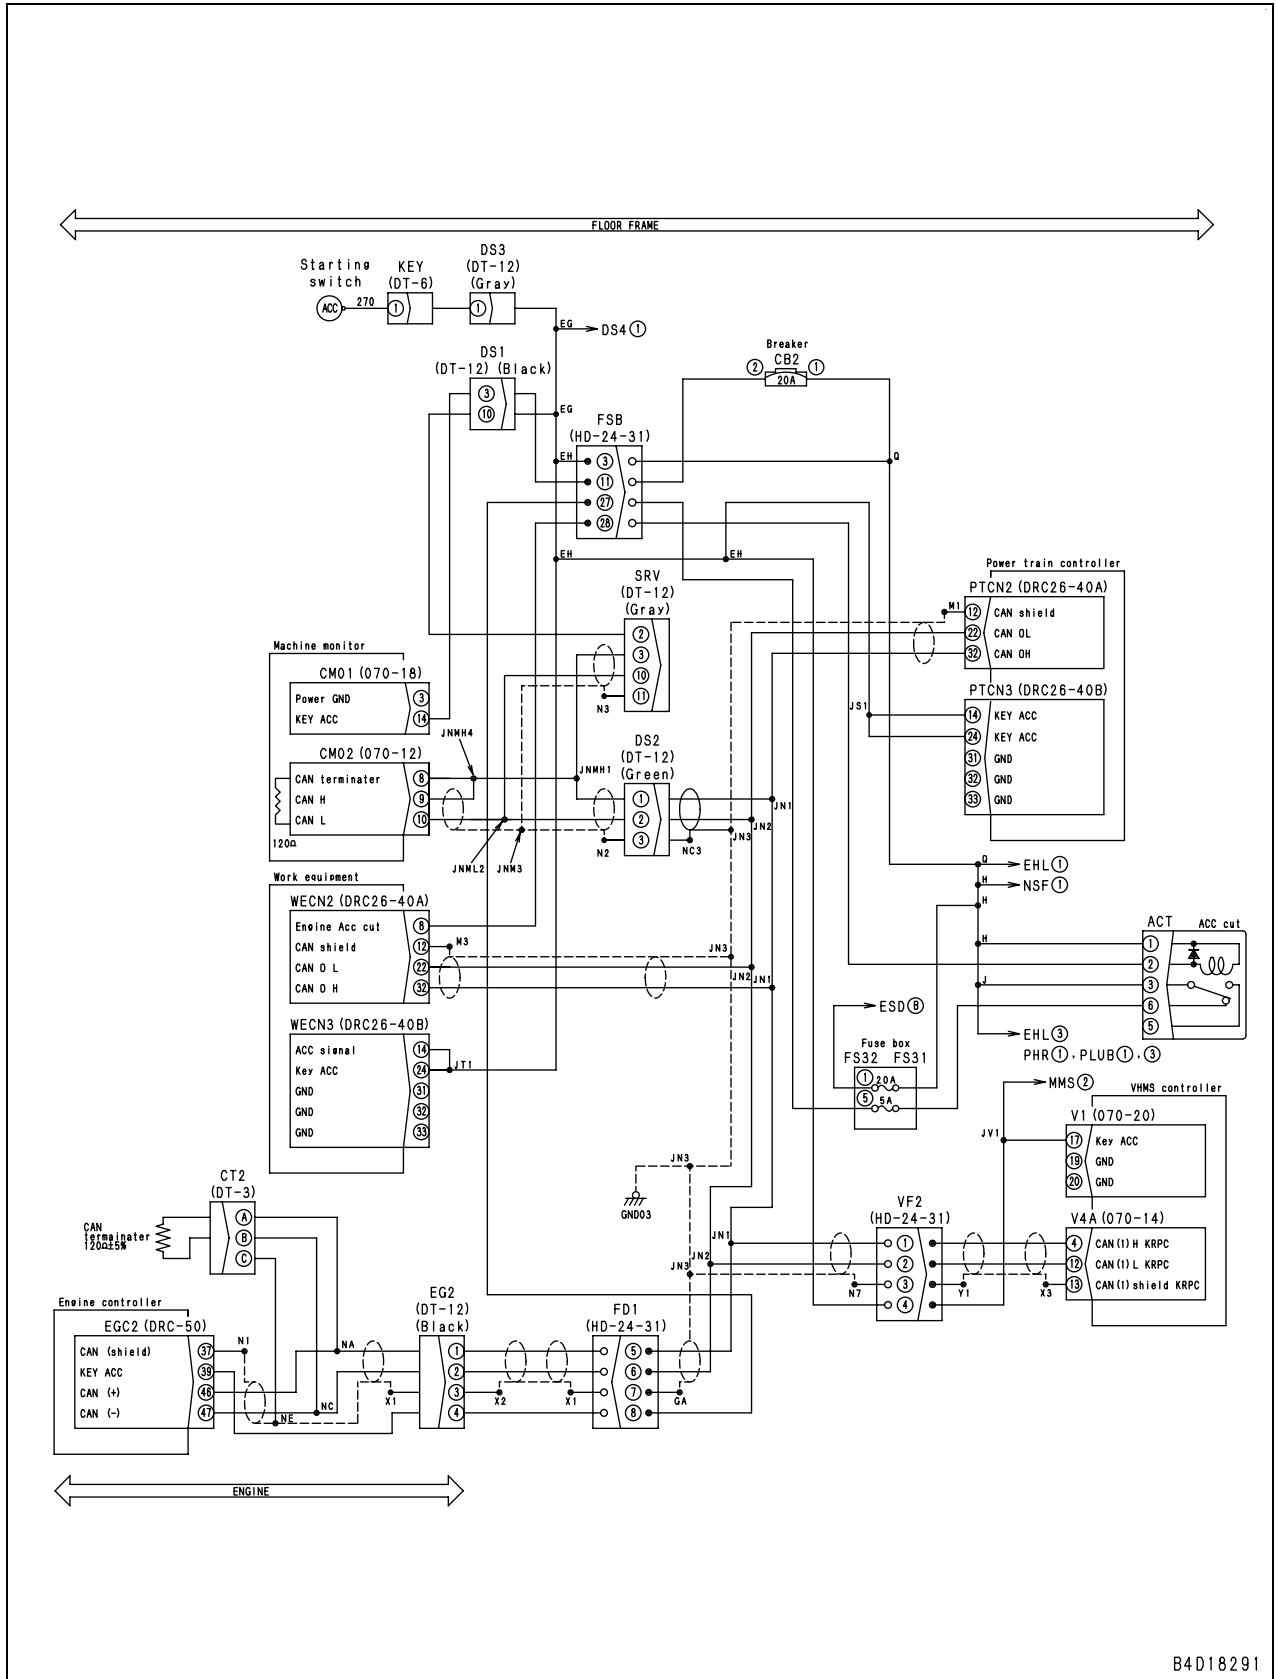 FLOOR FRAME
Starting switch
ACC
270
KEY
(DT-6)
1
DS3
(DT-12)
(Gray)
1
EG
DS4 1
DS1
(DT-12) (Black)
3
10
EG
Breaker
2 CB2 1
20A
FSB
(HD-24-31)
EH 3
11
27
28
Q
EH
EH
SRV
(DT-12)
(Gray)
2
3
10
11
N3
Power train controller
PTCN2 (DRC26-40A)
M1
12 CAN shield
22 CAN 0L
32 CAN 0H
PTCN3 (DRC26-40B)
JS1
14 KEY ACC
24 KEY ACC
31 GND
32 GND
33 GND
Machine monitor
CM01 (070-18)
Power GND 3
KEY ACC 14
JNMH4
CM02 (070-12)
CAN terminater 8
CAN H 9
CAN L 10
120Ω
JNMH1
JNML2
JNM3
DS2
(DT-12)
(Green)
1
2
3
N2
NC3
JN1
JN2
JN3
Q
EHL 1
H
NSF 1
H
H
J
EHL 3
PHR 1, PLUB 1, 3
ACT
ACC cut
1
2
3
6
5
Work equipment
WECN2 (DRC26-40A)
Engine Acc cut 8
CAN shield 12
CAN 0 L 22
CAN 0 H 32
M3
JN3
JN2
JN1
WECN3 (DRC26-40B)
ACC signal 14
Key ACC 24
GND 31
GND 32
GND 33
JT1
ESD B
Fuse box
FS32 FS31
1 20A
5 5A
MMS 2
VHMS controller
V1 (070-20)
JV1
17 Key ACC
19 GND
20 GND
V4A (070-14)
4 CAN(1)H KRPC
12 CAN(1)L KRPC
13 CAN(1)shield KRPC
JN3
GND03
JN1
JN2
JN3
VF2
(HD-24-31)
1
2
3
4
N7
Y1
X3
CT2
(DT-3)
A
B
C
CAN
termainater
120Ω±5%
Engine controller
EGC2 (DRC-50)
CAN (shield) 37
KEY ACC 39
CAN (+) 46
CAN (-) 47
N1
NA
NC
NE
X1
EG2
(DT-12)
(Black)
1
2
3
4
X2
X1
FD1
(HD-24-31)
5
6
7
8
GA
ENGINE
B4D18291